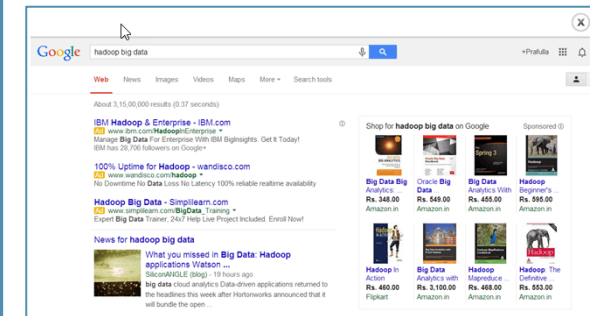 Google
hadoop big data
+Prafulla
Web News Images Videos Maps More Search tools
About 3,15,00,000 results (0.37 seconds)
IBM Hadoop & Enterprise - IBM.com
Ad www.ibm.com/HadoopInEnterprise
Manage Big Data For Enterprise With IBM BigInsights. Get It Today!
IBM has 28,706 followers on Google+
100% Uptime for Hadoop - wandisco.com
Ad www.wandisco.com/hadoop
No Downtime No Data Loss No Latency 100% reliable realtime availability
Hadoop Big Data - Simplilearn.com
Ad www.simplilearn.com/BigData_Training
Expert Big Data Trainer, 24x7 Help Live Project Included. Enroll Now!
News for hadoop big data
What you missed in Big Data: Hadoop
applications Watson ...
SiliconANGLE (blog) - 19 hours ago
big data cloud analytics Data-driven applications returned to
the headlines this week after Hortonworks announced that it
will bundle the open ...
Shop for hadoop big data on Google Sponsored
Spring 3
Big Data Big
Analytics: ...
Rs. 348.00
Amazon.in
Oracle Big
Data ...
Rs. 549.00
Amazon.in
Big Data
Analytics With
Rs. 455.00
Amazon.in
Hadoop
Beginner's ...
Rs. 595.00
Amazon.in
Hadoop In
Action
Rs. 460.00
Flipkart
Big Data
Analytics with
Rs. 3,100.00
Amazon.in
Hadoop
Mapreduce ...
Rs. 468.00
Amazon.in
Hadoop: The
Definitive ...
Rs. 553.00
Amazon.in